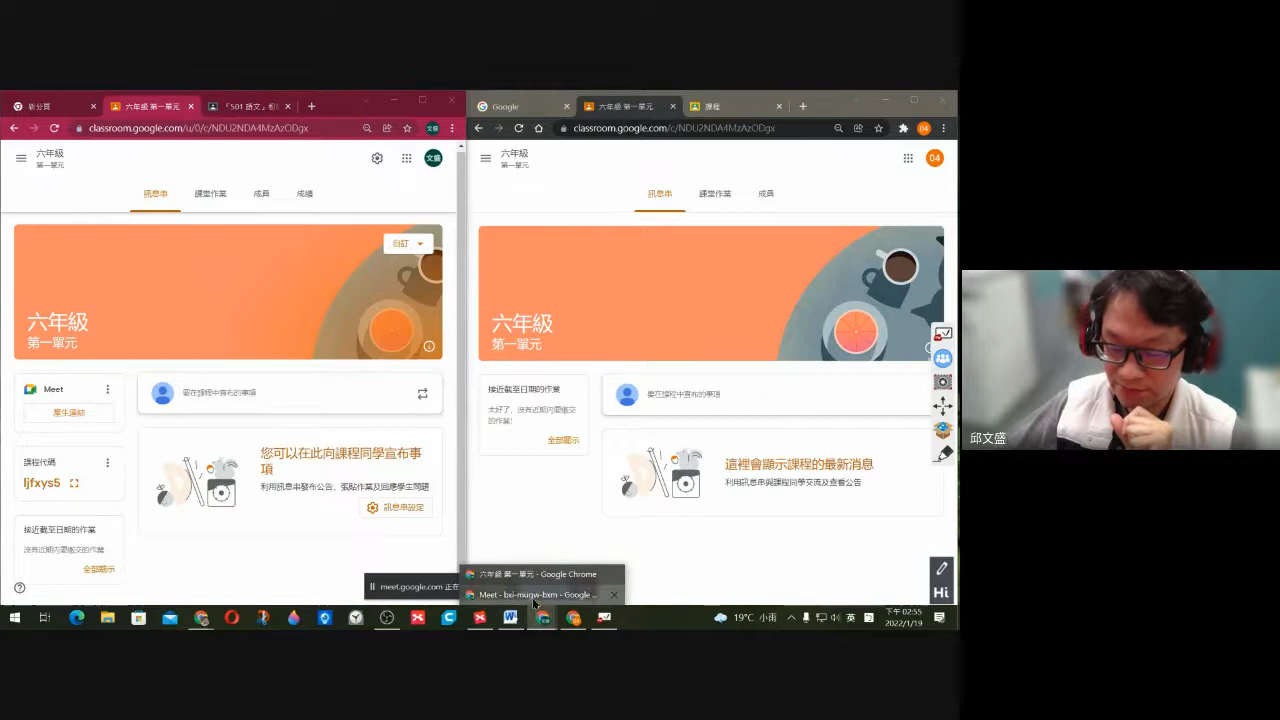 新分頁
六年級 第一單元
「501 語文」相
Google
六年級 第一單元
課程
classroom.google.com/u/0/c/NDU2NDA4MzAzODgx
文盛
classroom.google.com/c/NDU2NDA4MzAzODgx
04
六年級
第一單元
文盛
六年級
第一單元
04
訊息串
課堂作業
成員
成績
訊息串
課堂作業
成員
自訂
六年級
第一單元
六年級
第一單元
Meet
產生連結
要在課程中宣布的事項
接近截至日期的作業
太好了，沒有近期內要繳交
的作業！
全部顯示
要在課程中宣布的事項
課程代碼
ljfxys5
您可以在此向課程同學宣布事
項
利用訊息串發布公告、張貼作業及回應學生問題
訊息串設定
這裡會顯示課程的最新消息
利用訊息串與課程同學交流及查看公告
接近截至日期的作業
沒有近期內要繳交的作業
全部顯示
meet.google.com 正在
六年級 第一單元 - Google Chrome
Meet - bxi-mugw-bxm - Google ...
Hi
19°C 小雨
英
下午 02:55
2022/1/19
邱文盛